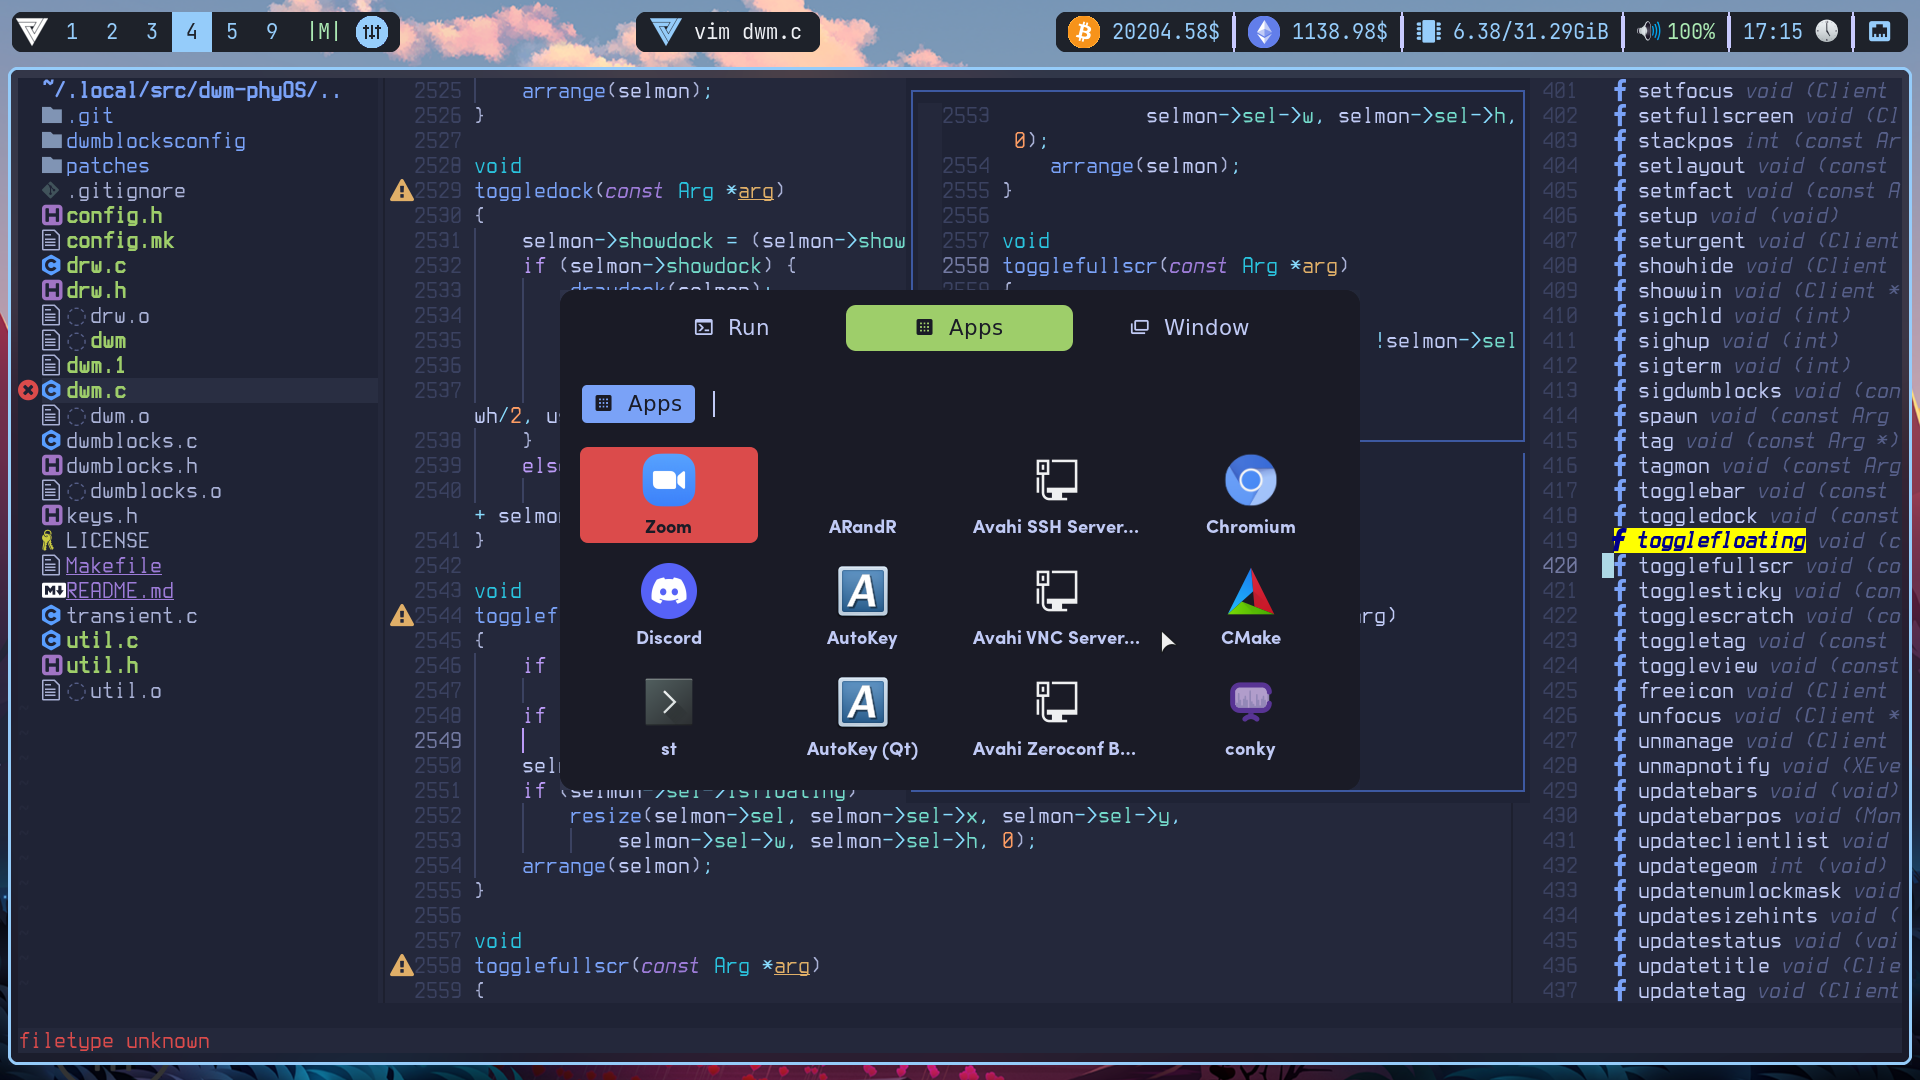 1 2 3 4 5 9 |M|
vim dwm.c
20204.58$ 1138.98$ 6.38/31.29GiB 100% 17:15
~/.local/src/dwm-phyOS/..
.git
dwmblocksconfig
patches
.gitignore
config.h
config.mk
drw.c
drw.h
drw.o
dwm
dwm.1
dwm.c
dwm.o
dwmblocks.c
dwmblocks.h
dwmblocks.o
keys.h
LICENSE
Makefile
README.md
transient.c
util.c
util.h
util.o
2525 arrange(selmon);
2526 }
2527
2528 void
2529 toggledock(const Arg *arg)
2530 {
2531 selmon->showdock = (selmon->show
2532 if (selmon->showdock) {
2533 drawdock(selmon);
2534
2535
2536
2537
wh/2, u
2538 }
2539 els
2540
+ selmo
2541 }
2542
2543 void
2544 togglef
2545 {
2546 if
2547
2548 if
2549
2550 sel
2551 if (selmon->sel->isfloating)
2552 resize(selmon->sel, selmon->sel->x, selmon->sel->y,
2553 selmon->sel->w, selmon->sel->h, 0);
2554 arrange(selmon);
2555 }
2556
2557 void
2558 togglefullscr(const Arg *arg)
2559 {
2553 selmon->sel->w, selmon->sel->h,
0);
2554 arrange(selmon);
2555 }
2556
2557 void
2558 togglefullscr(const Arg *arg)
2559 {
!selmon->sel
rg)
Run
Apps
Window
Apps
Zoom
ARandR
Avahi SSH Server...
Chromium
Discord
AutoKey
Avahi VNC Server...
CMake
st
AutoKey (Qt)
Avahi Zeroconf B...
conky
401 f setfocus void (Client
402 f setfullscreen void (Cl
403 f stackpos int (const Ar
404 f setlayout void (const
405 f setmfact void (const A
406 f setup void (void)
407 f seturgent void (Client
408 f showhide void (Client
409 f showwin void (Client *
410 f sigchld void (int)
411 f sighup void (int)
412 f sigterm void (int)
413 f sigdwmblocks void (con
414 f spawn void (const Arg
415 f tag void (const Arg *)
416 f tagmon void (const Arg
417 f togglebar void (const
418 f toggledock void (const
419 f togglefloating void (c
420 f togglefullscr void (co
421 f togglesticky void (con
422 f togglescratch void (co
423 f toggletag void (const
424 f toggleview void (const
425 f freeicon void (Client
426 f unfocus void (Client *
427 f unmanage void (Client
428 f unmapnotify void (XEve
429 f updatebars void (void)
430 f updatebarpos void (Mon
431 f updateclientlist void
432 f updategeom int (void)
433 f updatenumlockmask void
434 f updatesizehints void (
435 f updatestatus void (voi
436 f updatetitle void (Clie
437 f updatetag void (Client
filetype unknown